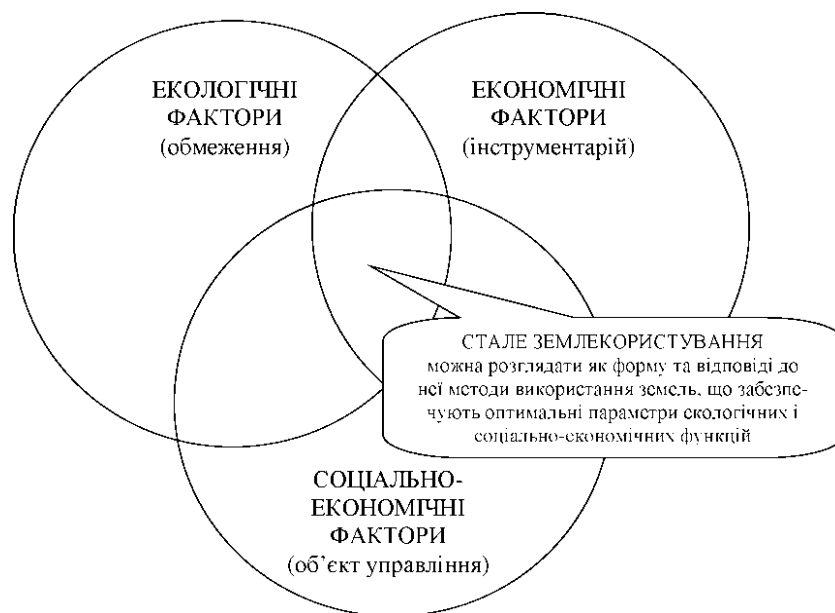 ЕКОЛОГІЧНІ
ФАКТОРИ
(обмеження)
ЕКОНОМІЧНІ
ФАКТОРИ
(інструментарій)
СТАЛЕ ЗЕМЛЕКОРИСТУВАННЯ
можна розглядати як форму та відповіді до
неї методи використання земель, що забезпе-
чують оптимальні параметри екологічних і
соціально-економічних функцій
СОЦІАЛЬНО-
ЕКОНОМІЧНІ
ФАКТОРИ
(об’єкт управління)